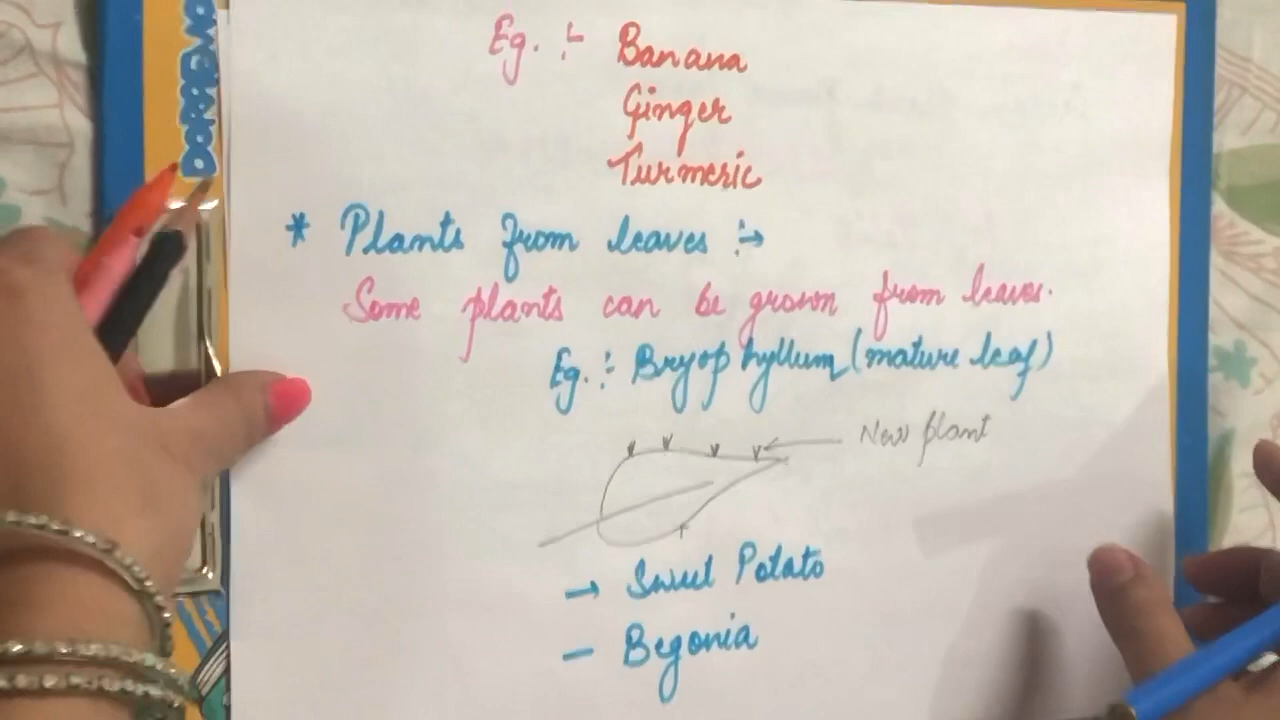 DORAEMO
Eg. :- Banana
Ginger
Turmeric
* Plants from leaves :→
Some plants can be grown from leaves.
Eg. :- Bryophyllum (mature leaf)
New plant
→ Sweet Potato
– Begonia